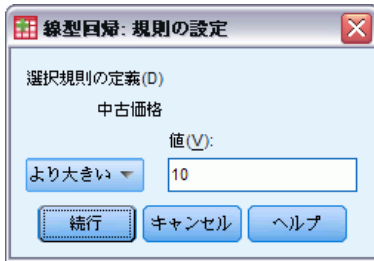 線型回帰: 規則の設定
選択規則の定義(D)
中古価格
値(V):
より大きい 10
続行 キャンセル ヘルプ